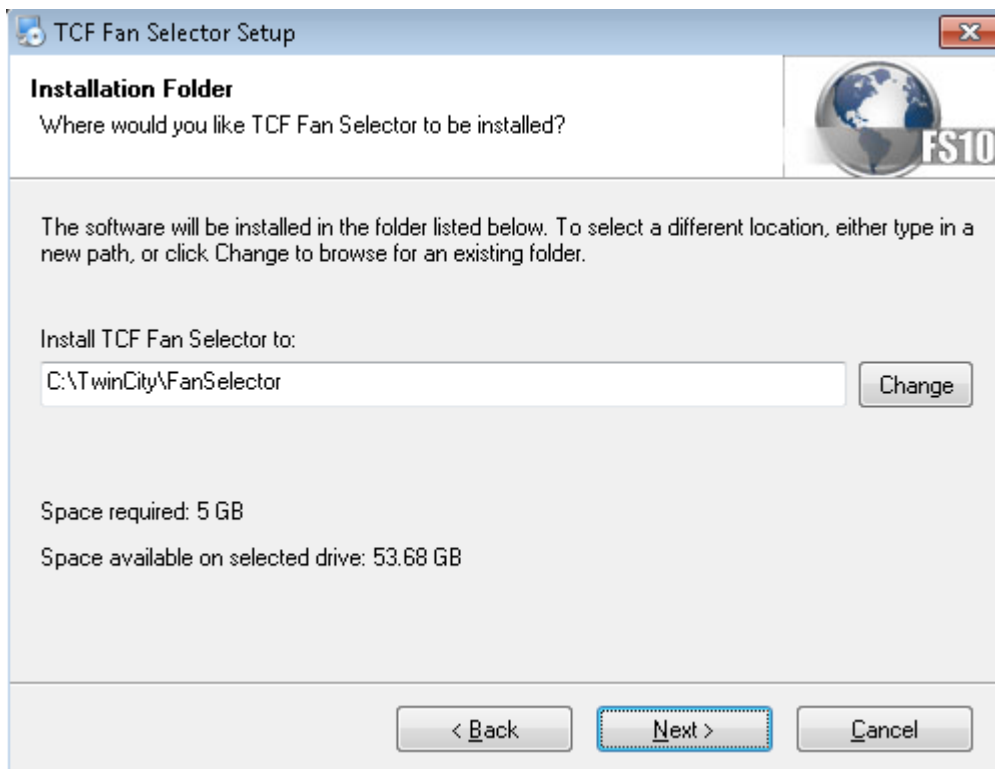 TCF Fan Selector Setup
Installation Folder
Where would you like TCF Fan Selector to be installed?
FS10
The software will be installed in the folder listed below. To select a different location, either type in a
new path, or click Change to browse for an existing folder.
Install TCF Fan Selector to:
C:\TwinCity\FanSelector
Change
Space required: 5 GB
Space available on selected drive: 53.68 GB
< Back
Next >
Cancel